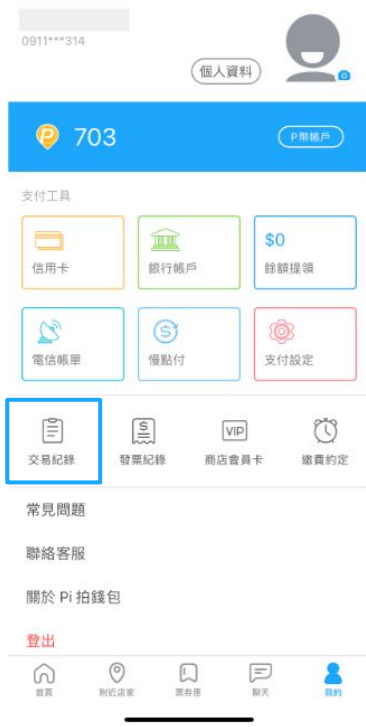 0911***314
個人資料
P 703
P幣帳戶
支付工具
信用卡
銀行帳戶
$0
餘額提領
電信帳單
$
慢點付
支付設定
$
VIP
交易紀錄 發票紀錄 商店會員卡 繳費約定
常見問題
聯絡客服
關於 Pi 拍錢包
登出
首頁 附近店家 票券匣 聊天 我的